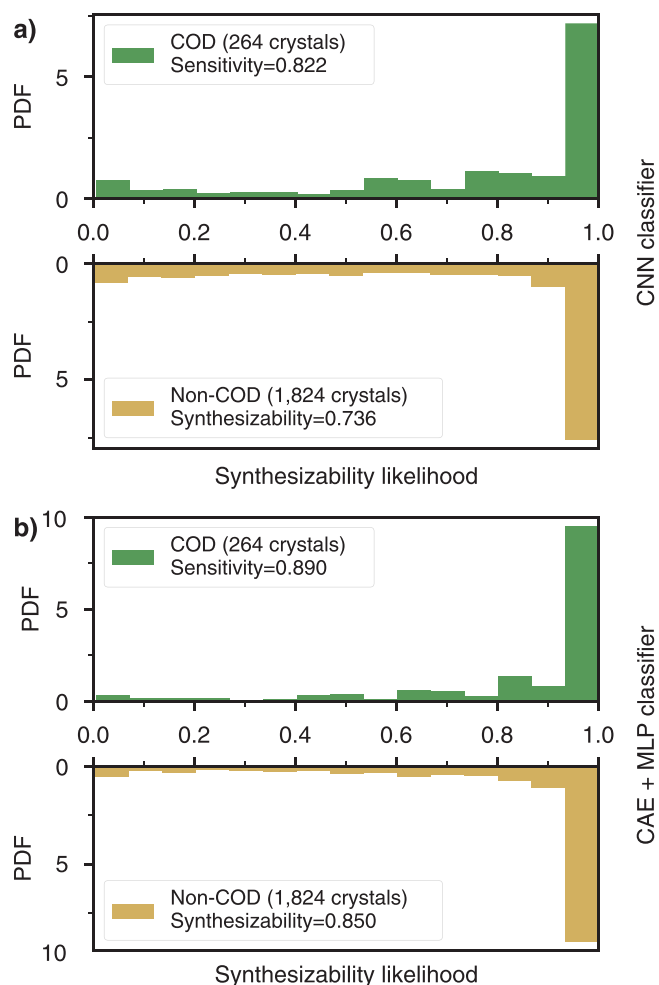 a)
COD (264 crystals)
Sensitivity=0.822
5
0
PDF
0.0 0.2 0.4 0.6 0.8 1.0
CNN classifier
0
5
PDF
Non-COD (1,824 crystals)
Synthesizability=0.736
Synthesizability likelihood
b)
10
COD (264 crystals)
Sensitivity=0.890
5
0
PDF
0.0 0.2 0.4 0.6 0.8 1.0
CAE + MLP classifier
0
5
10
PDF
Non-COD (1,824 crystals)
Synthesizability=0.850
Synthesizability likelihood